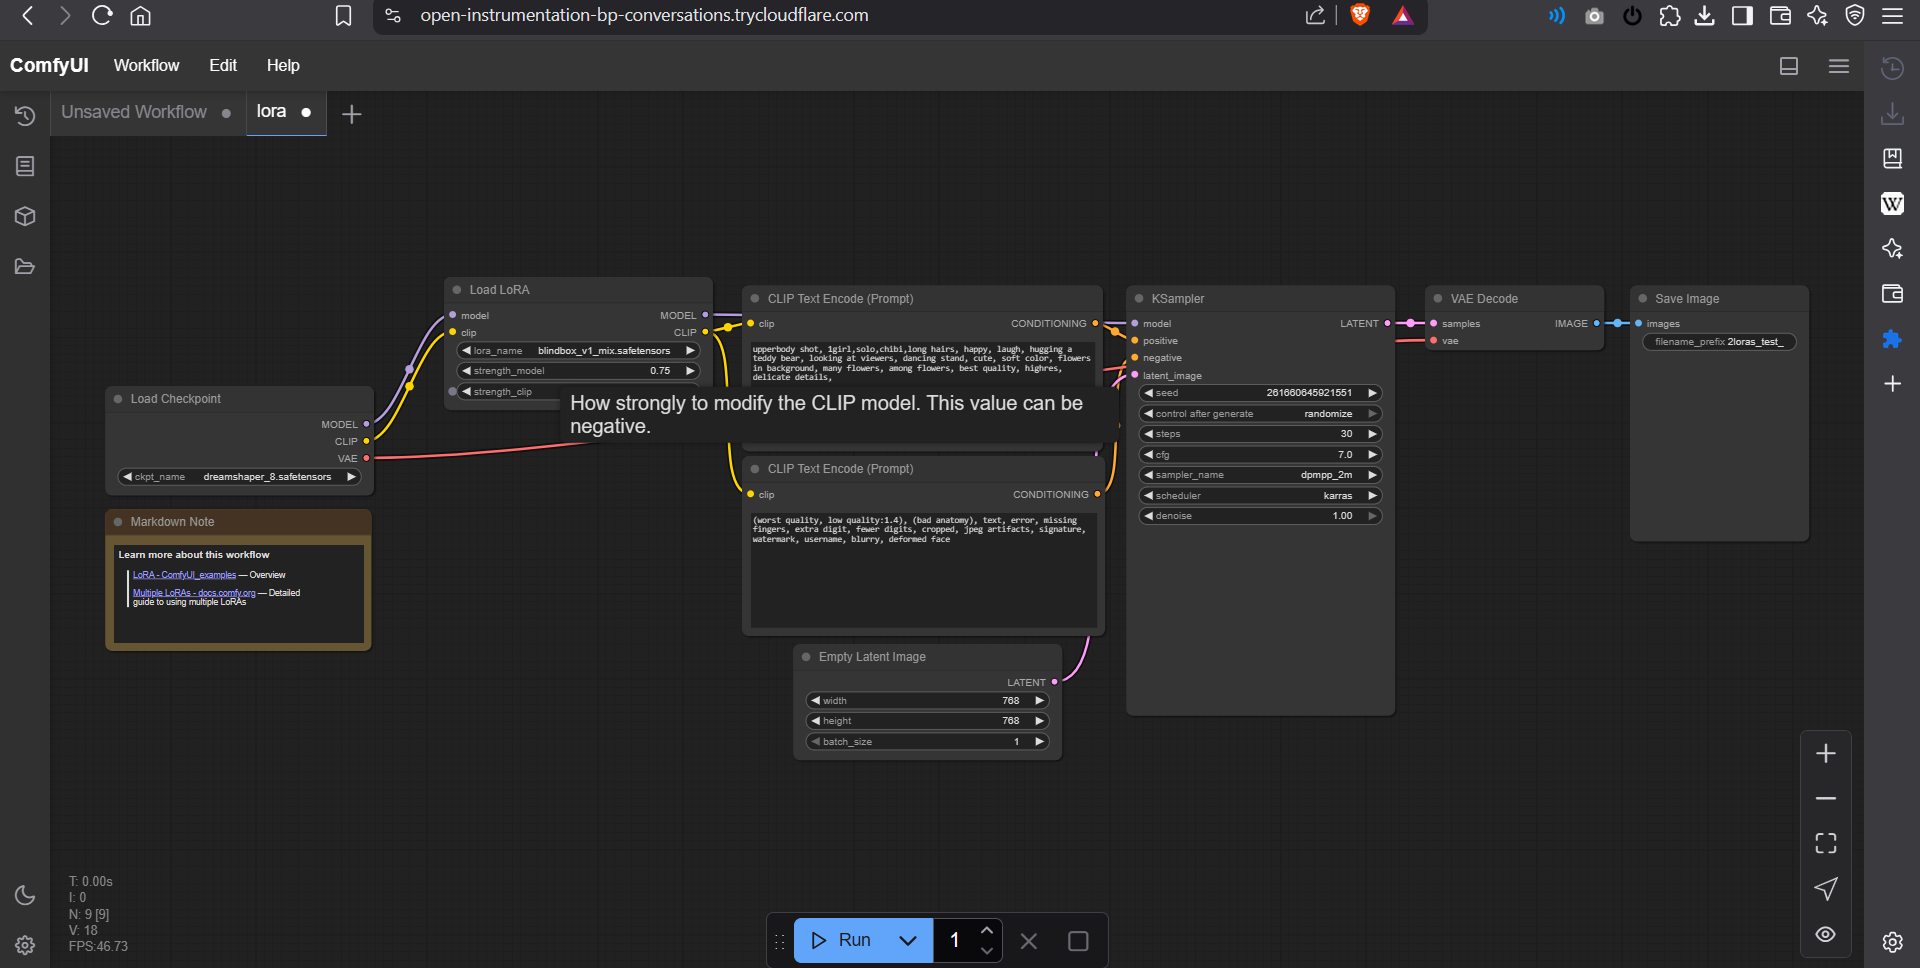 open-instrumentation-bp-conversations.trycloudflare.com
ComfyUI Workflow Edit Help
Unsaved Workflow lora
Load LoRA
model MODEL
clip CLIP
lora_name blindbox_v1_mix.safetensors
strength_model 0.75
strength_clip
How strongly to modify the CLIP model. This value can be
negative.
Load Checkpoint
MODEL
CLIP
VAE
ckpt_name dreamshaper_8.safetensors
Markdown Note
Learn more about this workflow
LoRA - ComfyUI_examples — Overview
Multiple LoRAs - docs.comfy.org — Detailed
guide to using multiple LoRAs
CLIP Text Encode (Prompt)
clip CONDITIONING
upperbody shot, 1girl,solo,chibi,long hairs, happy, laugh, hugging a
teddy bear, looking at viewers, dancing stand, cute, soft color, flowers
in background, many flowers, among flowers, best quality, highres,
delicate details,
CLIP Text Encode (Prompt)
clip CONDITIONING
(worst quality, low quality:1.4), (bad anatomy), text, error, missing
fingers, extra digit, fewer digits, cropped, jpeg artifacts, signature,
watermark, username, blurry, deformed face
Empty Latent Image
LATENT
width 768
height 768
batch_size 1
KSampler
model LATENT
positive
negative
latent_image
seed 261660645921551
control after generate randomize
steps 30
cfg 7.0
sampler_name dpmpp_2m
scheduler karras
denoise 1.00
VAE Decode
samples IMAGE
vae
Save Image
images
filename_prefix 2loras_test_
T: 0.00s
I: 0
N: 9 [9]
V: 18
FPS:46.73
Run 1
W